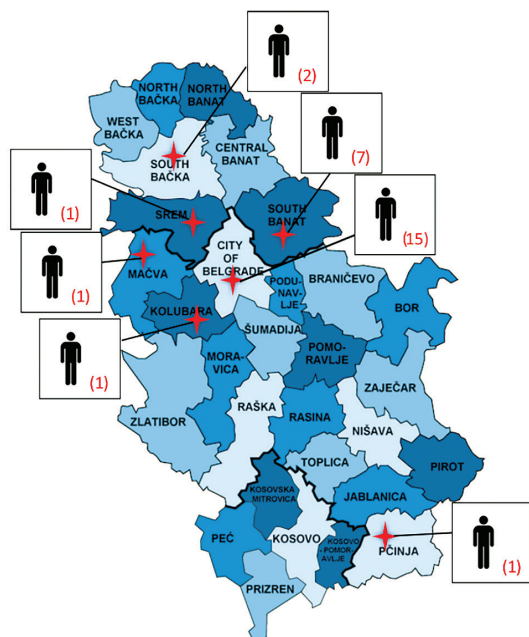 (2)
NORTH
BAČKA
NORTH
BANAT
WEST
BAČKA
SOUTH
BAČKA
CENTRAL
BANAT
(7)
(1)
SREM
SOUTH
BANAT
(15)
CITY
OF
BELGRADE
MAČVA
(1)
PODU-
NAV-
LJE
BRANIČEVO
BOR
KOLUBARA
(1)
ŠUMADIJA
MORA-
VICA
POMO-
RAVLJE
ZAJEČAR
ZLATIBOR
RAŠKA
RASINA
NIŠAVA
TOPLICA
PIROT
KOSOVSKA
MITROVICA
JABLANICA
PEĆ
KOSOVO
KOSOVO
-POMOR-
AVLJE
PČINJA
(1)
PRIZREN